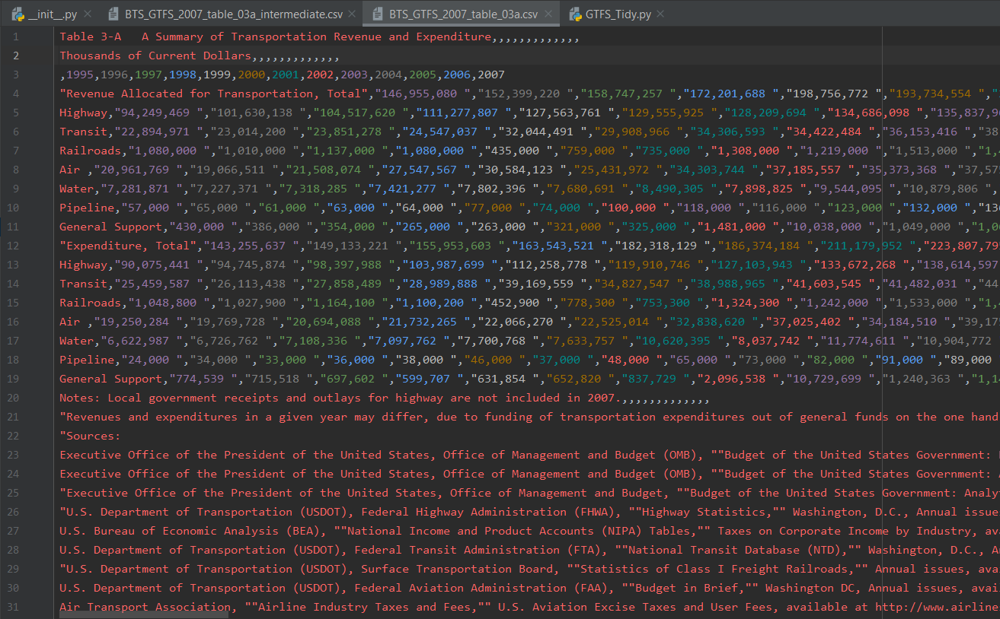 __init__.py BTS_GTFS_2007_table_03a_intermediate.csv BTS_GTFS_2007_table_03a.csv GTFS_Tidy.py
1 Table 3-A   A Summary of Transportation Revenue and Expenditure,,,,,,,,,,,,,
2 Thousands of Current Dollars,,,,,,,,,,,,,
3 ,1995,1996,1997,1998,1999,2000,2001,2002,2003,2004,2005,2006,2007
4 "Revenue Allocated for Transportation, Total","146,955,080 ","152,399,220 ","158,747,257 ","172,201,688 ","198,756,772 ","193,734,554 ","
5 Highway,"94,249,469 ","101,630,138 ","104,517,620 ","111,277,807 ","127,563,761 ","129,555,925 ","128,209,694 ","134,686,098 ","135,837,9
6 Transit,"22,894,971 ","23,014,200 ","23,851,278 ","24,547,037 ","32,044,491 ","29,908,966 ","34,306,593 ","34,422,484 ","36,153,416 ","38
7 Railroads,"1,080,000 ","1,010,000 ","1,137,000 ","1,080,000 ","435,000 ","759,000 ","735,000 ","1,308,000 ","1,219,000 ","1,513,000 ","1,
8 Air ,"20,961,769 ","19,066,511 ","21,508,074 ","27,547,567 ","30,584,123 ","25,431,972 ","34,303,744 ","37,185,557 ","35,373,368 ","37,57
9 Water,"7,281,871 ","7,227,371 ","7,318,285 ","7,421,277 ","7,802,396 ","7,680,691 ","8,490,305 ","7,898,825 ","9,544,095 ","10,879,806 ","
10 Pipeline,"57,000 ","65,000 ","61,000 ","63,000 ","64,000 ","77,000 ","74,000 ","100,000 ","118,000 ","116,000 ","123,000 ","132,000 ","13
11 General Support,"430,000 ","386,000 ","354,000 ","265,000 ","263,000 ","321,000 ","325,000 ","1,481,000 ","10,038,000 ","1,049,000 ","1,0
12 "Expenditure, Total","143,255,637 ","149,133,221 ","155,953,603 ","163,543,521 ","182,318,129 ","186,374,184 ","211,179,952 ","223,807,79
13 Highway,"90,075,441 ","94,745,874 ","98,397,988 ","103,987,699 ","112,258,778 ","119,910,746 ","127,103,943 ","133,672,268 ","138,614,597
14 Transit,"25,459,587 ","26,113,438 ","27,858,489 ","28,989,888 ","39,169,559 ","34,827,547 ","38,988,965 ","41,603,545 ","41,482,031 ","44
15 Railroads,"1,048,800 ","1,027,900 ","1,164,100 ","1,100,200 ","452,900 ","778,300 ","753,300 ","1,324,300 ","1,242,000 ","1,533,000 ","1,
16 Air ,"19,250,284 ","19,769,728 ","20,694,088 ","21,732,265 ","22,066,270 ","22,525,014 ","32,838,620 ","37,025,402 ","34,184,510 ","39,17
17 Water,"6,622,987 ","6,726,762 ","7,108,336 ","7,097,762 ","7,700,768 ","7,633,757 ","10,620,395 ","8,037,742 ","11,774,611 ","10,904,772
18 Pipeline,"24,000 ","34,000 ","33,000 ","36,000 ","38,000 ","46,000 ","37,000 ","48,000 ","65,000 ","73,000 ","82,000 ","91,000 ","89,000
19 General Support,"774,539 ","715,518 ","697,602 ","599,707 ","631,854 ","652,820 ","837,729 ","2,096,538 ","10,729,699 ","1,240,363 ","1,1
20 Notes: Local government receipts and outlays for highway are not included in 2007.,,,,,,,,,,,,,
21 "Revenues and expenditures in a given year may differ, due to funding of transportation expenditures out of general funds on the one hand
22 "Sources:
23 Executive Office of the President of the United States, Office of Management and Budget (OMB), ""Budget of the United States Government:
24 Executive Office of the President of the United States, Office of Management and Budget (OMB), ""Budget of the United States Government:
25 "Executive Office of the President of the United States, Office of Management and Budget, ""Budget of the United States Government: Analy
26 "U.S. Department of Transportation (USDOT), Federal Highway Administration (FHWA), ""Highway Statistics,"" Washington, D.C., Annual issue
27 U.S. Bureau of Economic Analysis (BEA), ""National Income and Product Accounts (NIPA) Tables,"" Taxes on Corporate Income by Industry, av
28 U.S. Department of Transportation (USDOT), Federal Transit Administration (FTA), ""National Transit Database (NTD),"" Washington, D.C., A
29 "U.S. Department of Transportation (USDOT), Surface Transportation Board, ""Statistics of Class I Freight Railroads,"" Annual issues, ava
30 U.S. Department of Transportation (USDOT), Federal Aviation Administration (FAA), ""Budget in Brief,"" Washington DC, Annual issues, avai
31 Air Transport Association, ""Airline Industry Taxes and Fees,"" U.S. Aviation Excise Taxes and User Fees, available at http://www.airline